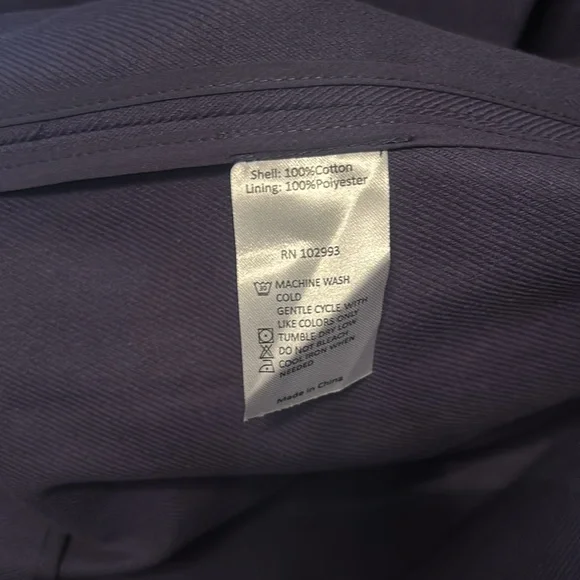 Shell: 100%Cotton
Lining: 100%Polyester
RN 102993
MACHINE WASH
COLD
GENTLE CYCLE WITH
LIKE COLORS ONLY
TUMBLE DRY LOW
DO NOT BLEACH
COOL IRON WHEN
NEEDED
Made in China